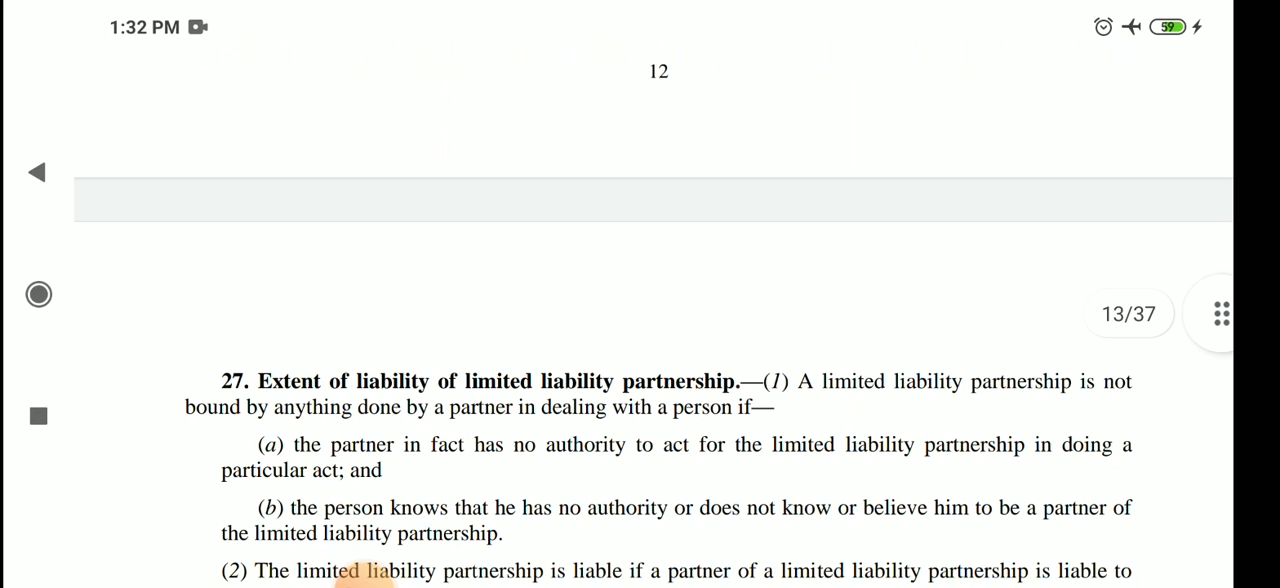 1:32 PM
59
12
13/37
27. Extent of liability of limited liability partnership.—(1) A limited liability partnership is not
bound by anything done by a partner in dealing with a person if—
(a) the partner in fact has no authority to act for the limited liability partnership in doing a
particular act; and
(b) the person knows that he has no authority or does not know or believe him to be a partner of
the limited liability partnership.
(2) The limited liability partnership is liable if a partner of a limited liability partnership is liable to